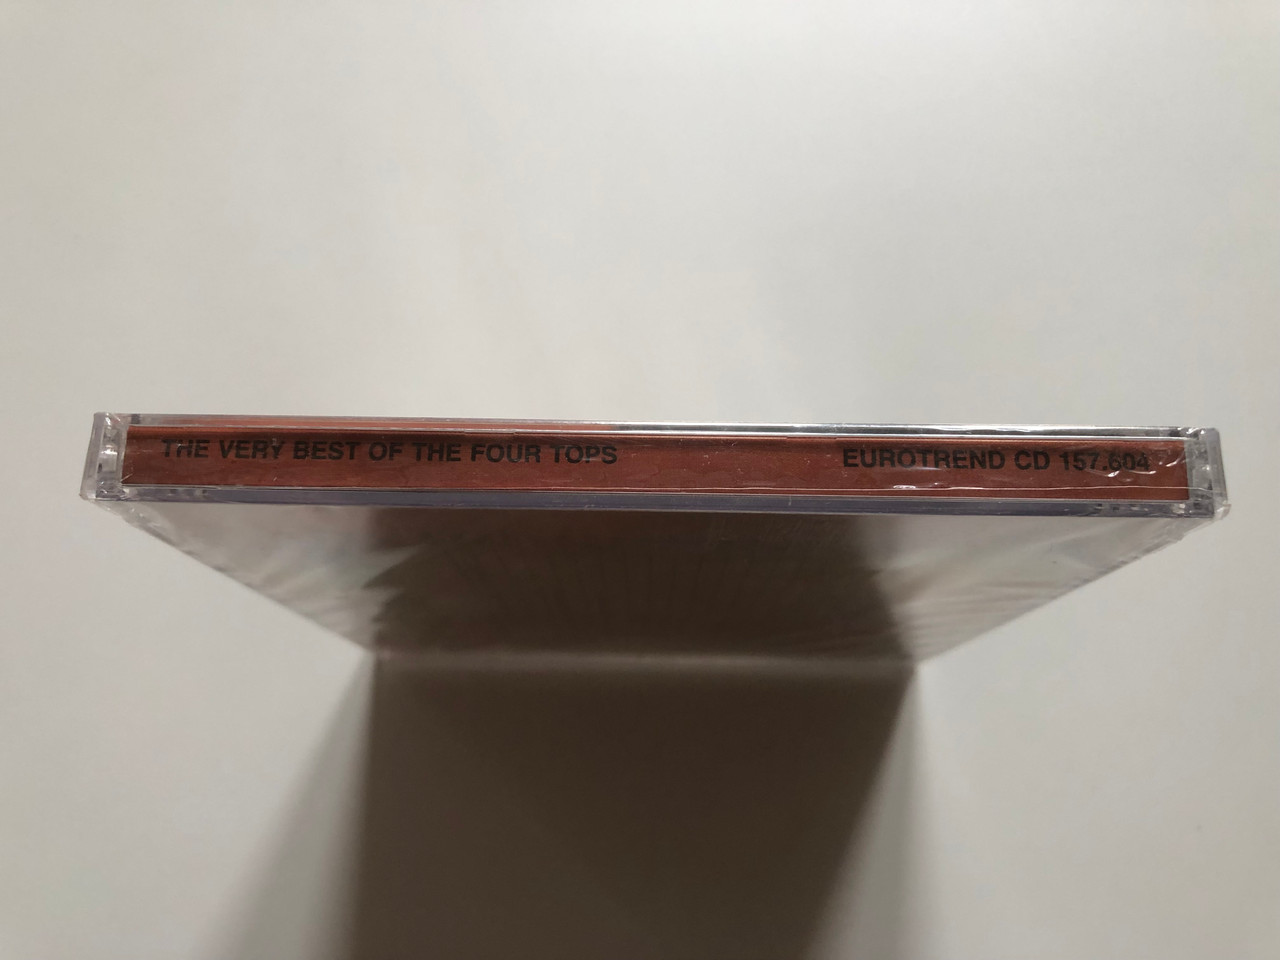 THE VERY BEST OF THE FOUR TOPS EUROTREND CD 157.604